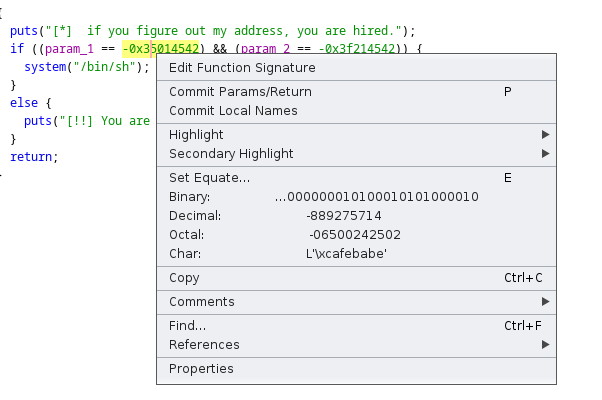 {
puts("[*]  if you figure out my address, you are hired.");
if ((param_1 == -0x35014542) && (param_2 == -0x3f214542)) {
system("/bin/sh");
}
else {
puts("[!!] You are
}
return;
Edit Function Signature
Commit Params/Return P
Commit Local Names
Highlight
Secondary Highlight
Set Equate... E
Binary: ...000000010100010101000010
Decimal: -889275714
Octal: -06500242502
Char: L'\xcafebabe'
Copy Ctrl+C
Comments
Find... Ctrl+F
References
Properties